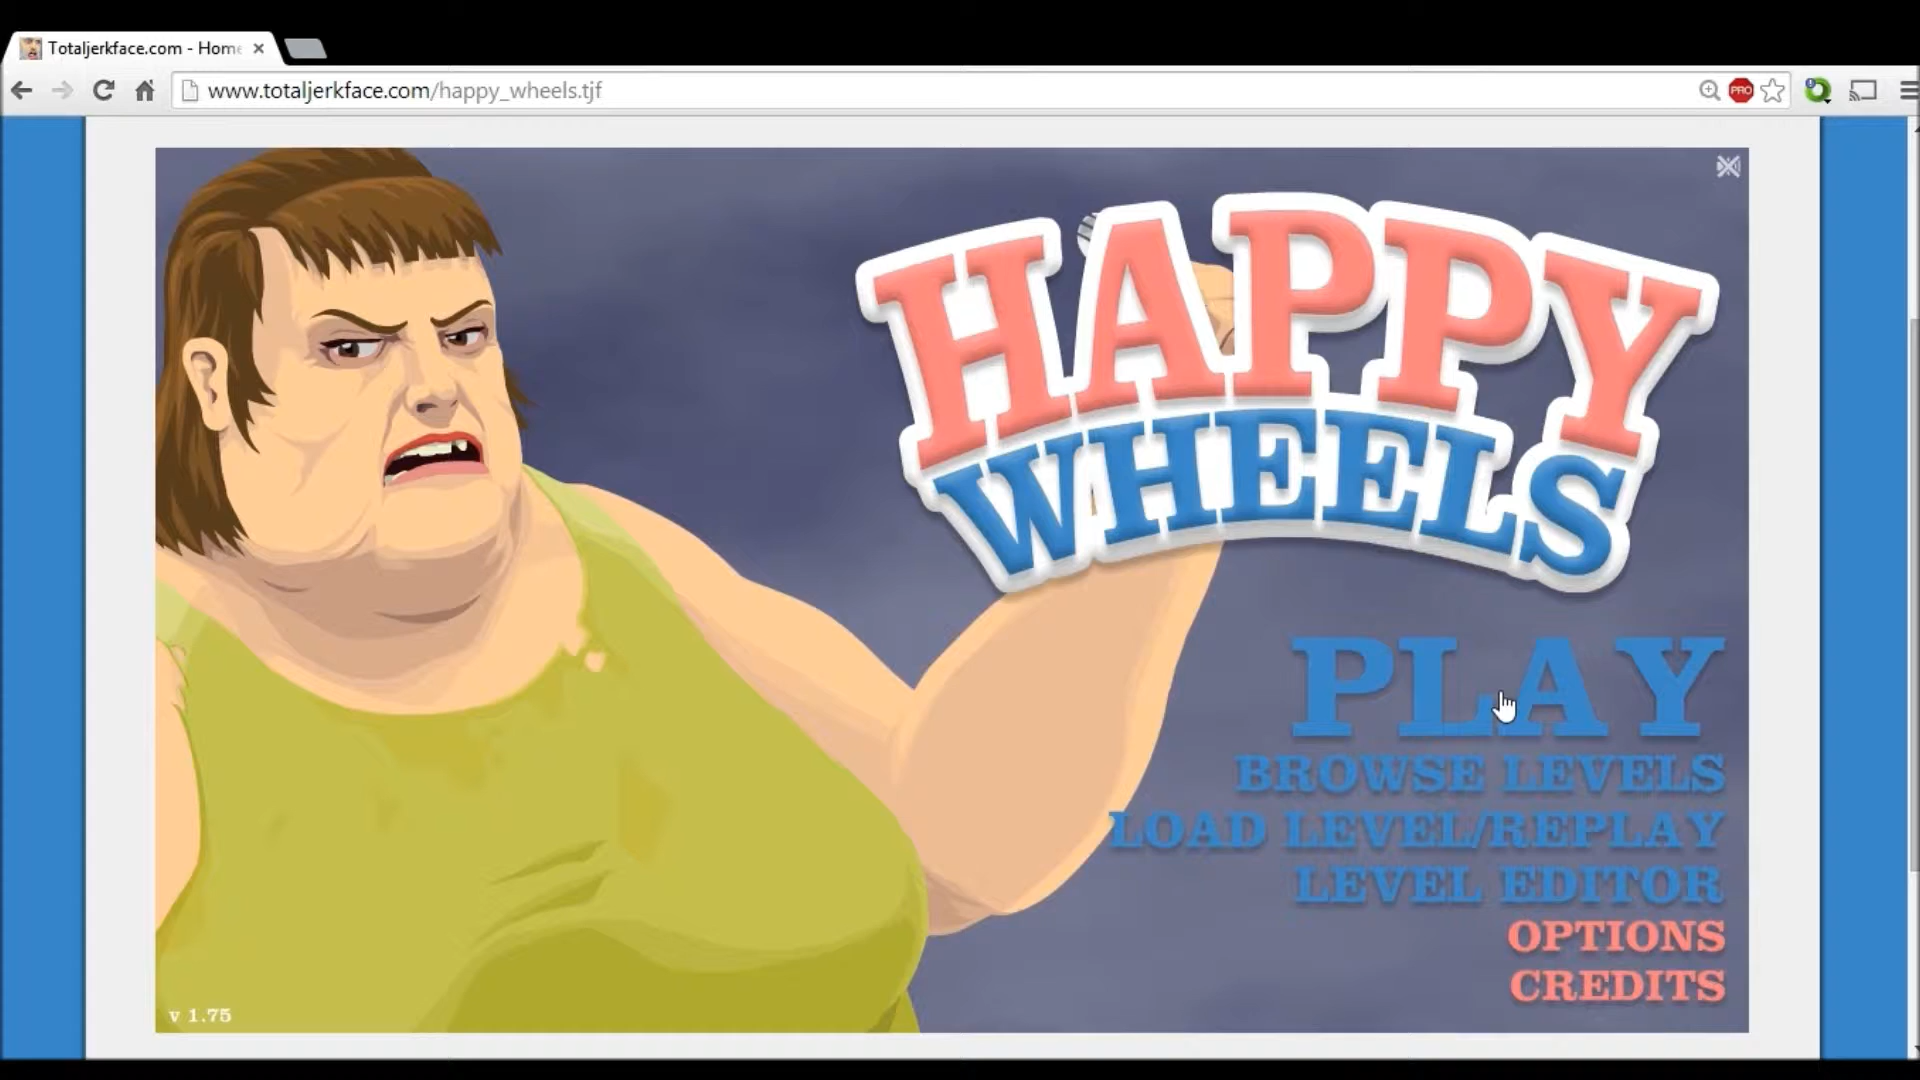 Totaljerkface.com - Home
www.totaljerkface.com/happy_wheels.tjf
PRO
HAPPY
WHEELS
PLAY
BROWSE LEVELS
LOAD LEVEL/REPLAY
LEVEL EDITOR
OPTIONS
CREDITS
v 1.75